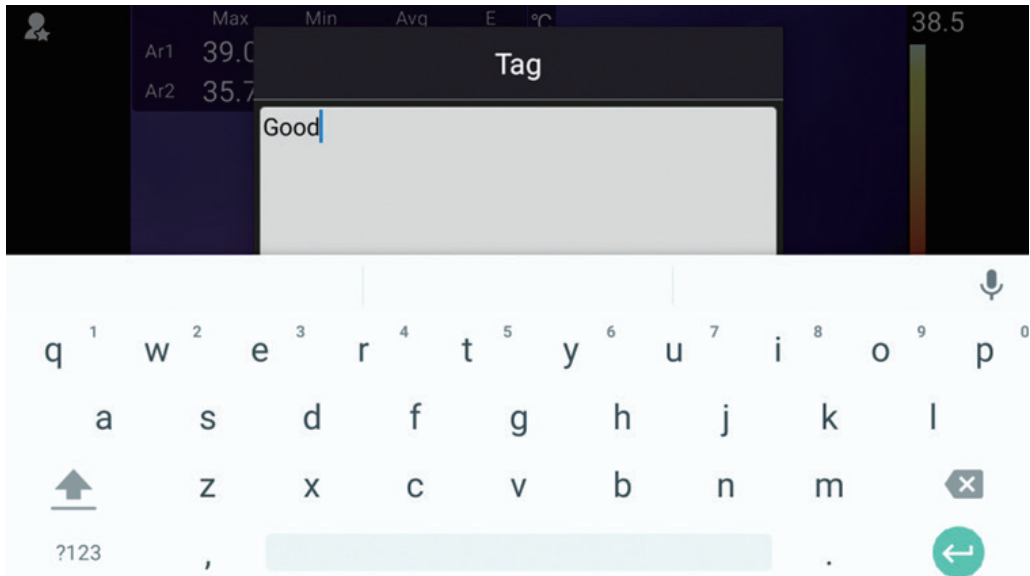 Max Min Avg E °C
38.5
Ar1 39.0
Ar2 35.7
Tag
Good
q 1 w 2 e 3 r 4 t 5 y 6 u 7 i 8 o 9 p 0
a s d f g h j k l
z x c v b n m
?123 , .